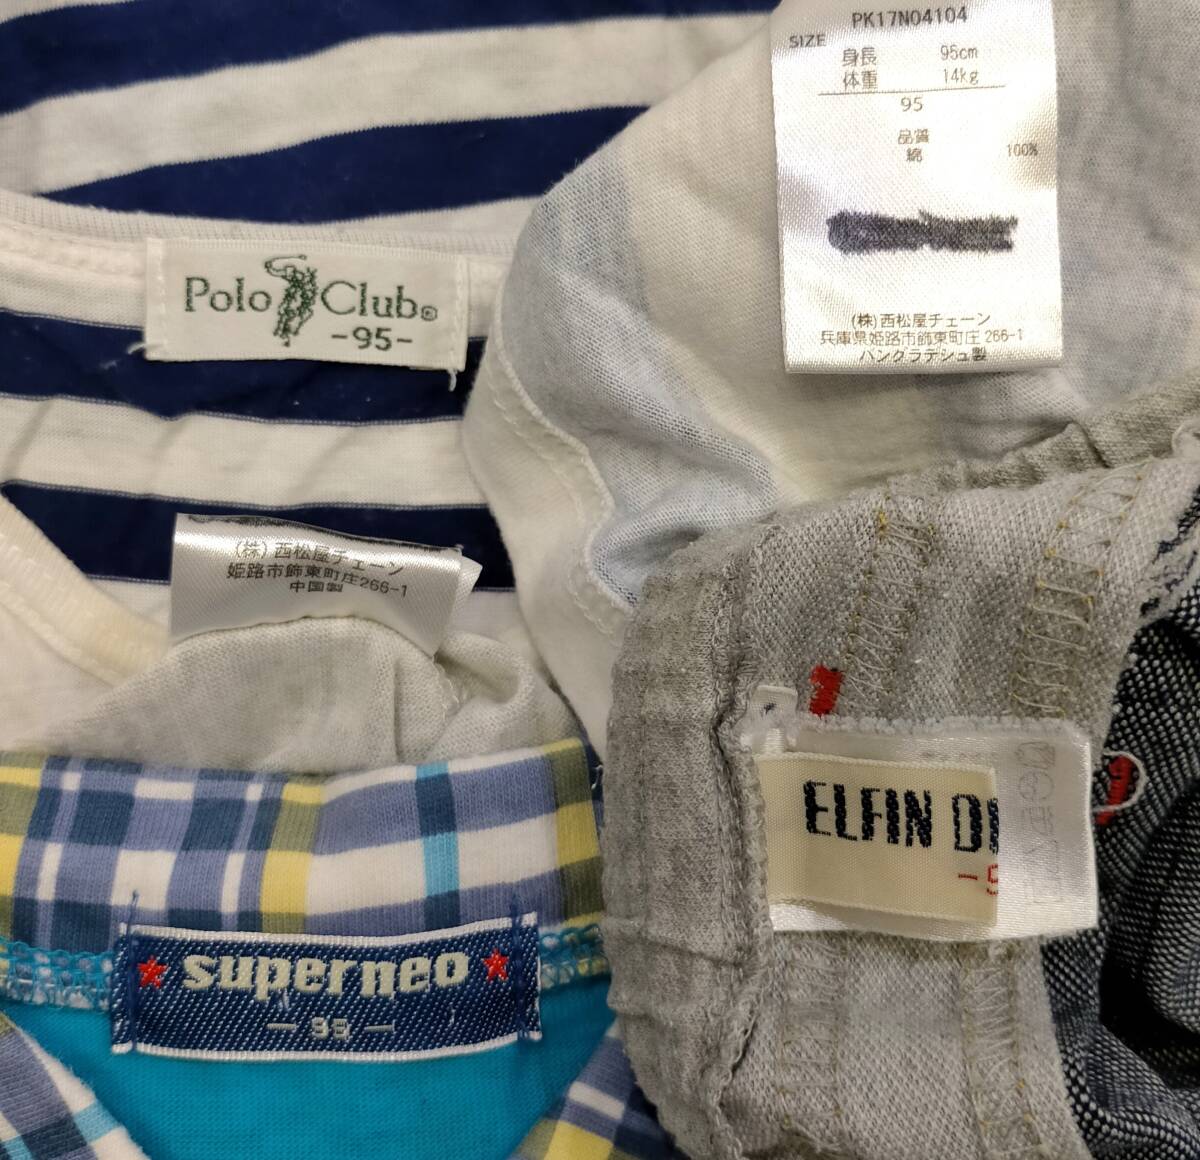 PK17N04104
SIZE
身長 95cm
体重 14kg
95
品質
綿 100%
(株)西松屋チェーン
兵庫県姫路市飾東町庄266-1
バングラデシュ製
Polo Club®
-95-
(株)西松屋チェーン
姫路市飾東町庄266-1
中国製
ELFIN
superneo